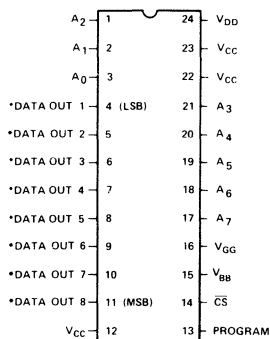 A2 1 24 VDD
A1 2 23 VCC
A0 3 22 VCC
*DATA OUT 1 4 (LSB) 21 A3
*DATA OUT 2 5 20 A4
*DATA OUT 3 6 19 A5
*DATA OUT 4 7 18 A6
*DATA OUT 5 8 17 A7
*DATA OUT 6 9 16 VGG
*DATA OUT 7 10 15 VBB
*DATA OUT 8 11 (MSB) 14 C̅S̅
VCC 12 13 PROGRAM